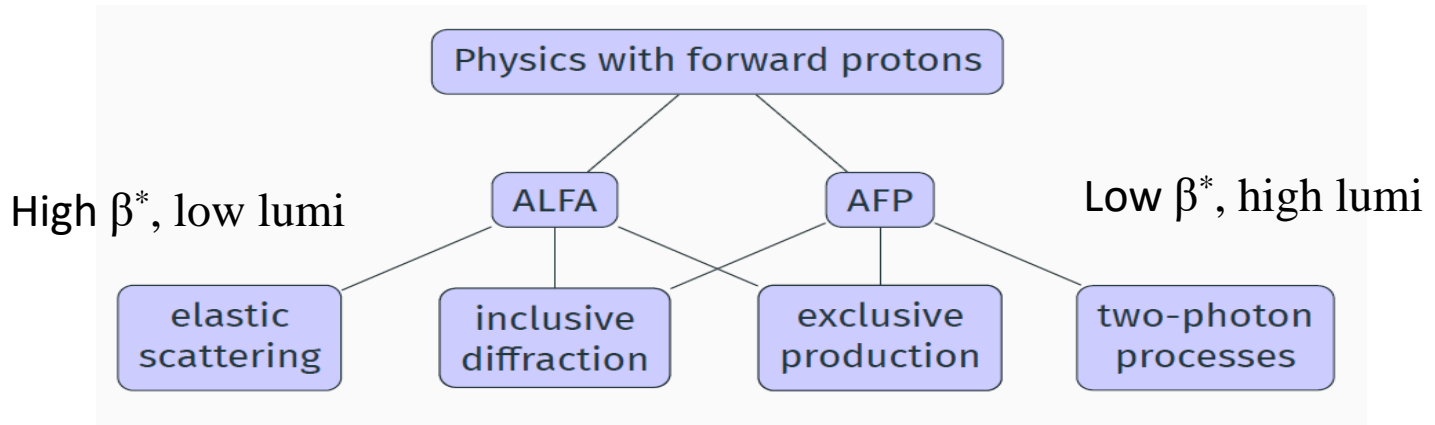 Physics with forward protons
High β*, low lumi
ALFA
AFP
Low β*, high lumi
elastic
scattering
inclusive
diffraction
exclusive
production
two-photon
processes